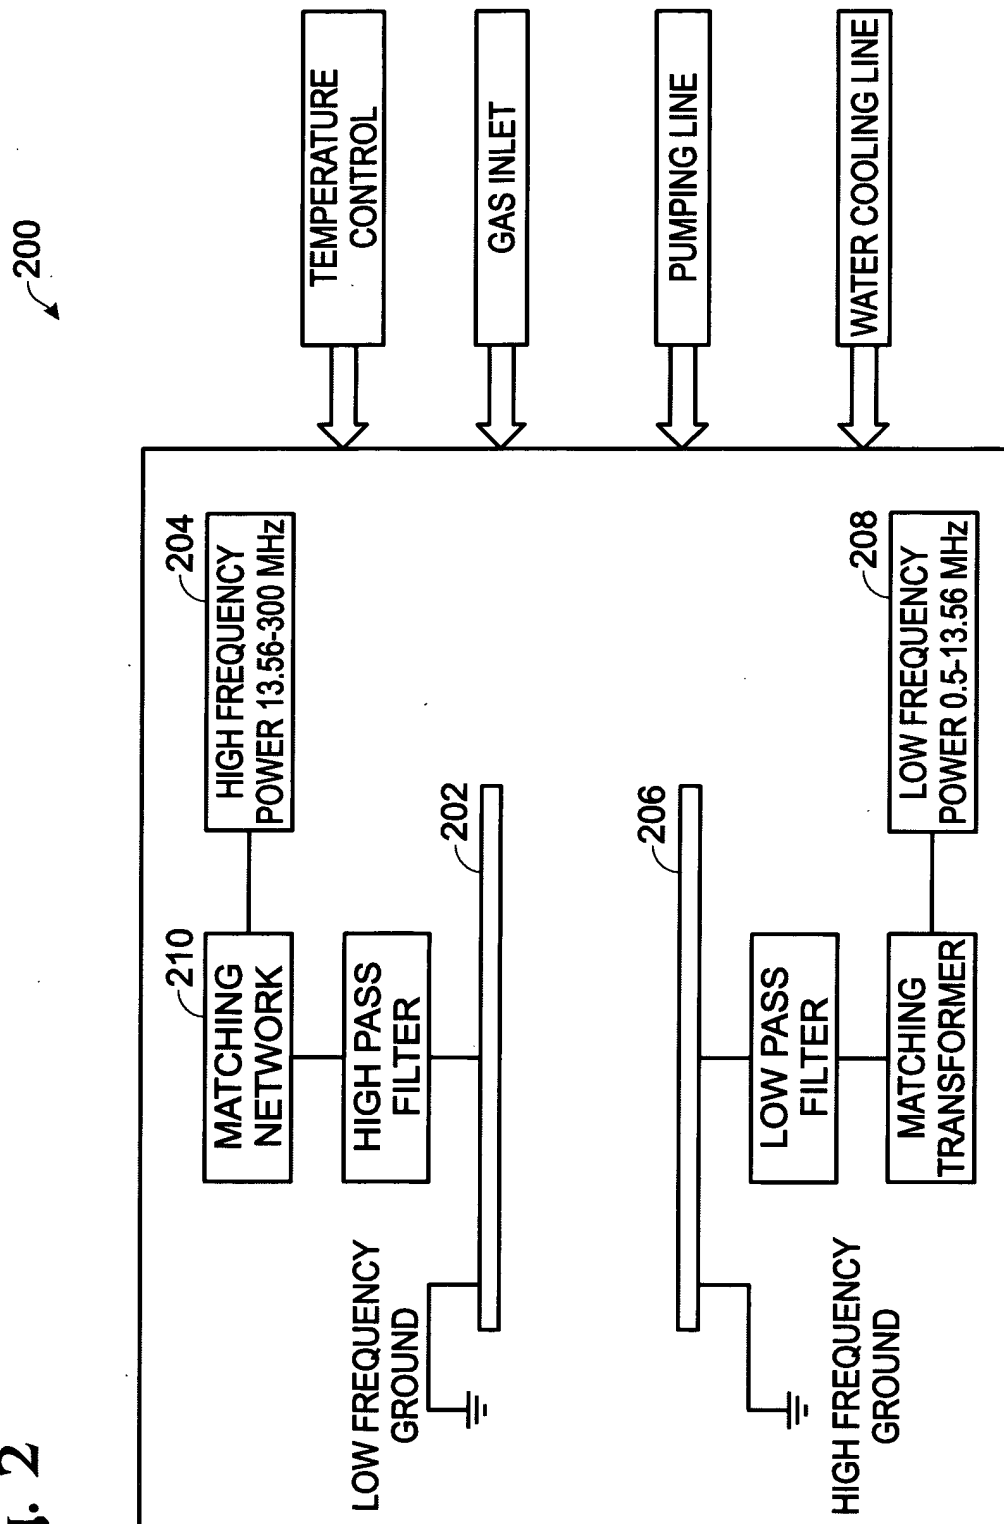 200
TEMPERATURE
CONTROL
GAS INLET
PUMPING LINE
WATER COOLING LINE
204
HIGH FREQUENCY
POWER 13.56-300 MHz
210
MATCHING
NETWORK
HIGH PASS
FILTER
202
LOW FREQUENCY
GROUND
206
208
LOW FREQUENCY
POWER 0.5-13.56 MHz
LOW PASS
FILTER
MATCHING
TRANSFORMER
HIGH FREQUENCY
GROUND
. 2